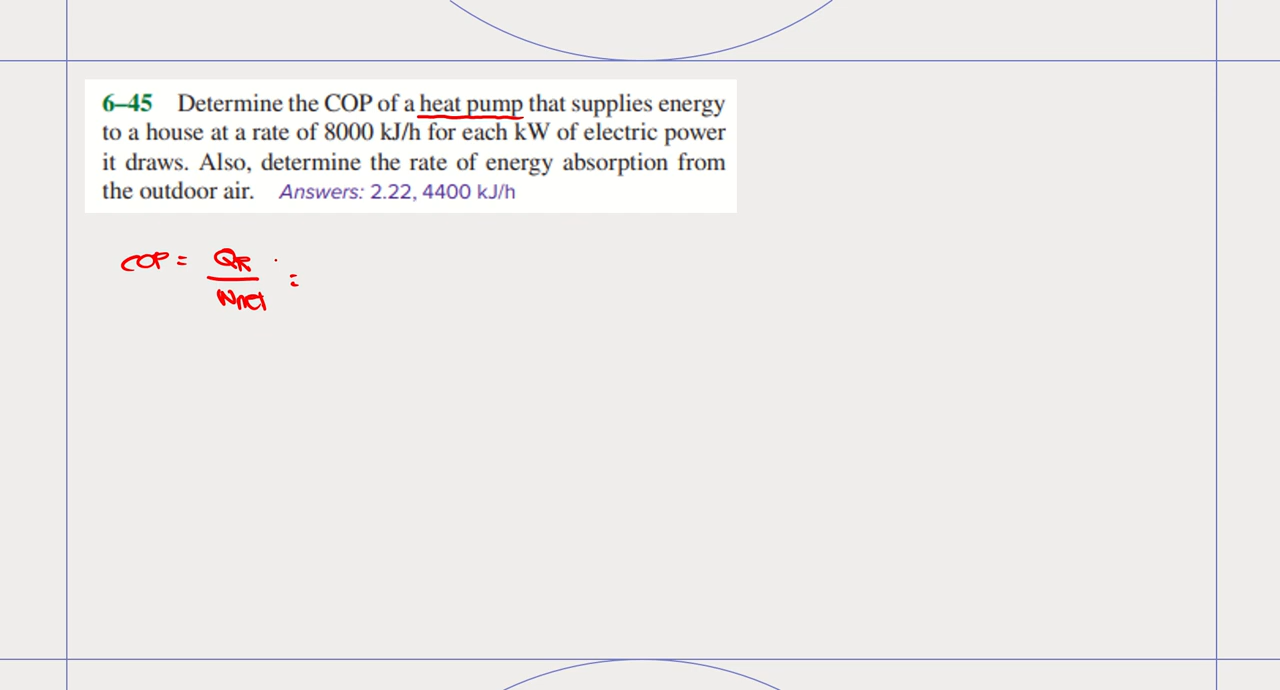 6–45 Determine the COP of a heat pump that supplies energy
to a house at a rate of 8000 kJ/h for each kW of electric power
it draws. Also, determine the rate of energy absorption from
the outdoor air. Answers: 2.22, 4400 kJ/h
COP = QR =
Wnet